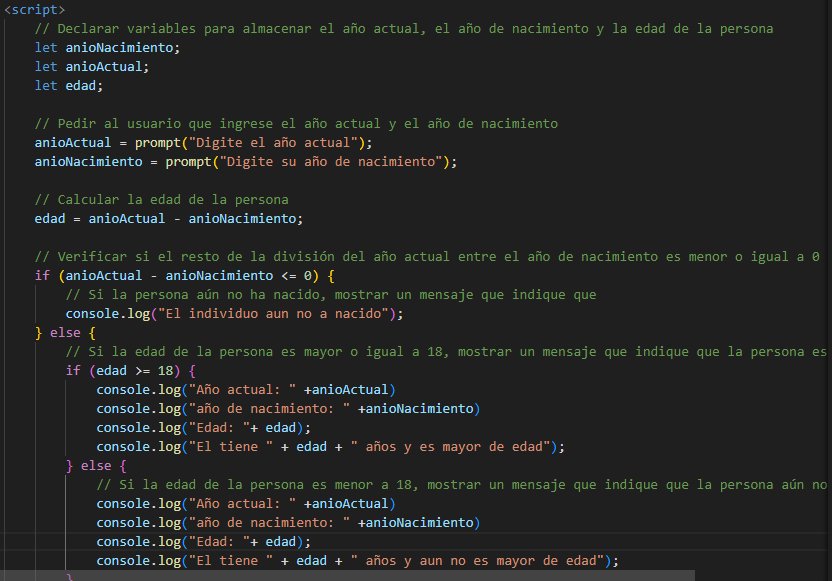 <script>
// Declarar variables para almacenar el año actual, el año de nacimiento y la edad de la persona
let anioNacimiento;
let anioActual;
let edad;
// Pedir al usuario que ingrese el año actual y el año de nacimiento
anioActual = prompt("Digite el año actual");
anioNacimiento = prompt("Digite su año de nacimiento");
// Calcular la edad de la persona
edad = anioActual - anioNacimiento;
// Verificar si el resto de la división del año actual entre el año de nacimiento es menor o igual a 0
if (anioActual - anioNacimiento <= 0) {
// Si la persona aún no ha nacido, mostrar un mensaje que indique que
console.log("El individuo aun no a nacido");
} else {
// Si la edad de la persona es mayor o igual a 18, mostrar un mensaje que indique que la persona es
if (edad >= 18) {
console.log("Año actual: " +anioActual)
console.log("año de nacimiento: " +anioNacimiento)
console.log("Edad: "+ edad);
console.log("El tiene " + edad + " años y es mayor de edad");
} else {
// Si la edad de la persona es menor a 18, mostrar un mensaje que indique que la persona aún no
console.log("Año actual: " +anioActual)
console.log("año de nacimiento: " +anioNacimiento)
console.log("Edad: "+ edad);
console.log("El tiene " + edad + " años y aun no es mayor de edad");
}